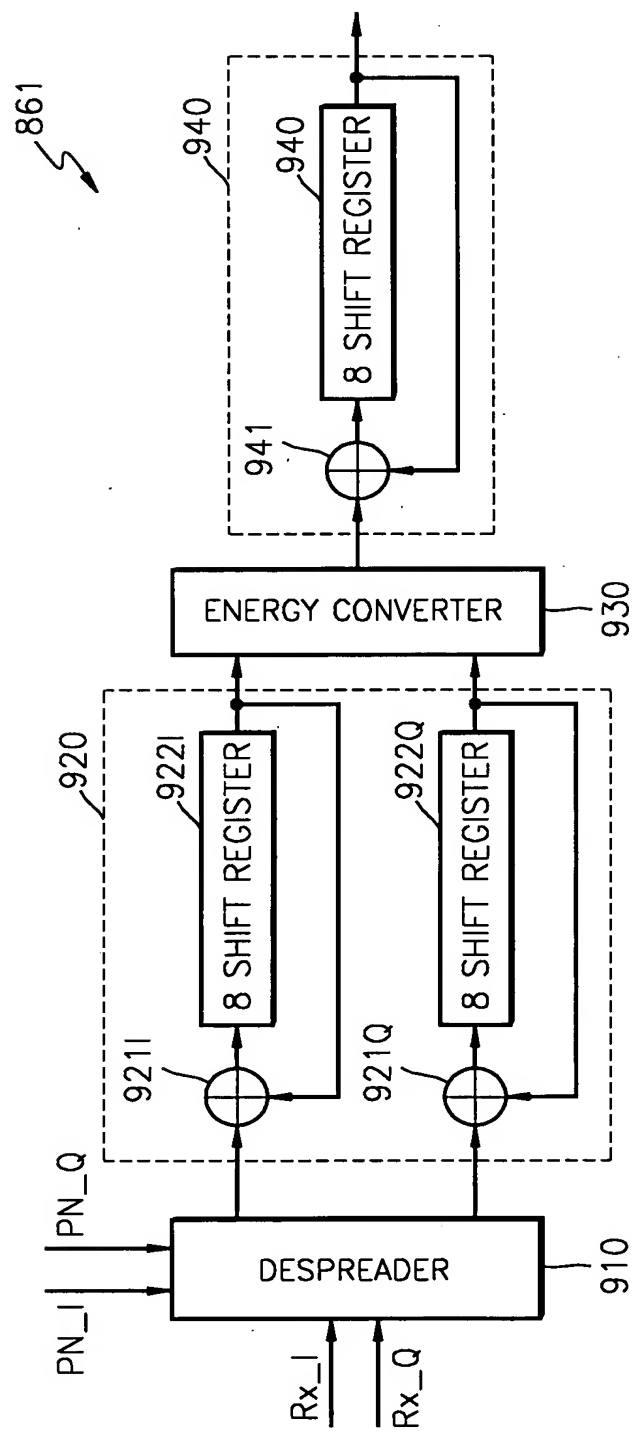 861
PN_I
PN_Q
Rx_I
Rx_Q
DESPREADER
910
920
921I
8 SHIFT REGISTER
922I
921Q
8 SHIFT REGISTER
922Q
ENERGY CONVERTER
930
940
941
8 SHIFT REGISTER
940